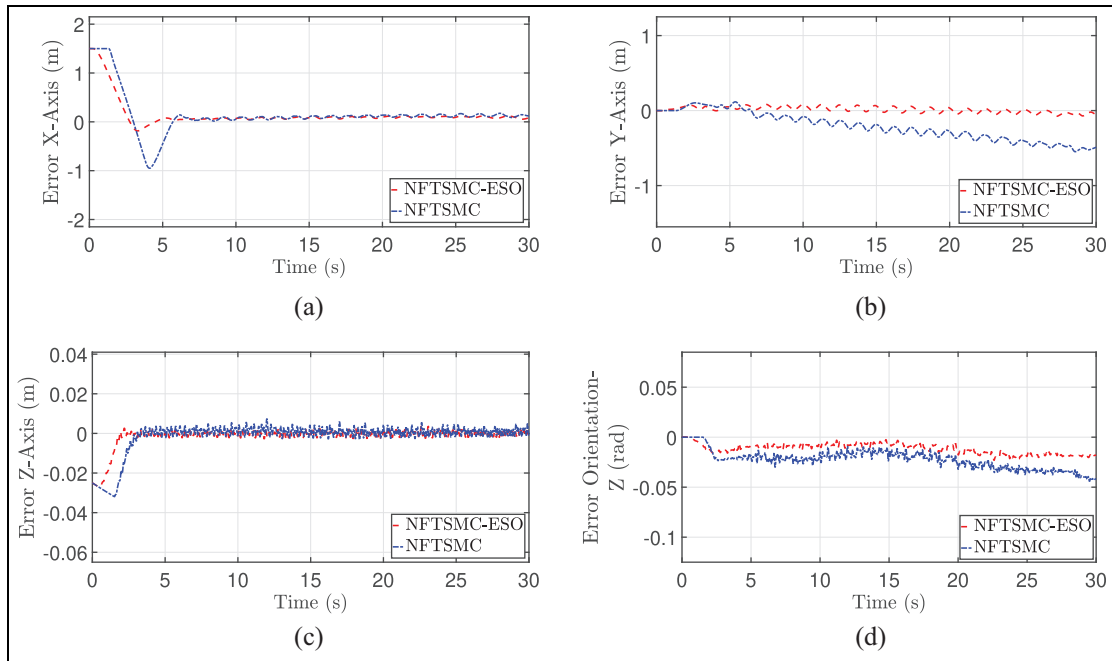 2
1
0
-1
-2
Error X-Axis (m)
NFTSMC-ESO
NFTSMC
0 5 10 15 20 25 30
Time (s)
(a)
1
0
-1
Error Y-Axis (m)
NFTSMC-ESO
NFTSMC
0 5 10 15 20 25 30
Time (s)
(b)
0.04
0.02
0
-0.02
-0.04
-0.06
Error Z-Axis (m)
NFTSMC-ESO
NFTSMC
0 5 10 15 20 25 30
Time (s)
(c)
0.05
0
-0.05
-0.1
Error Orientation-
Z (rad)
NFTSMC-ESO
NFTSMC
0 5 10 15 20 25 30
Time (s)
(d)